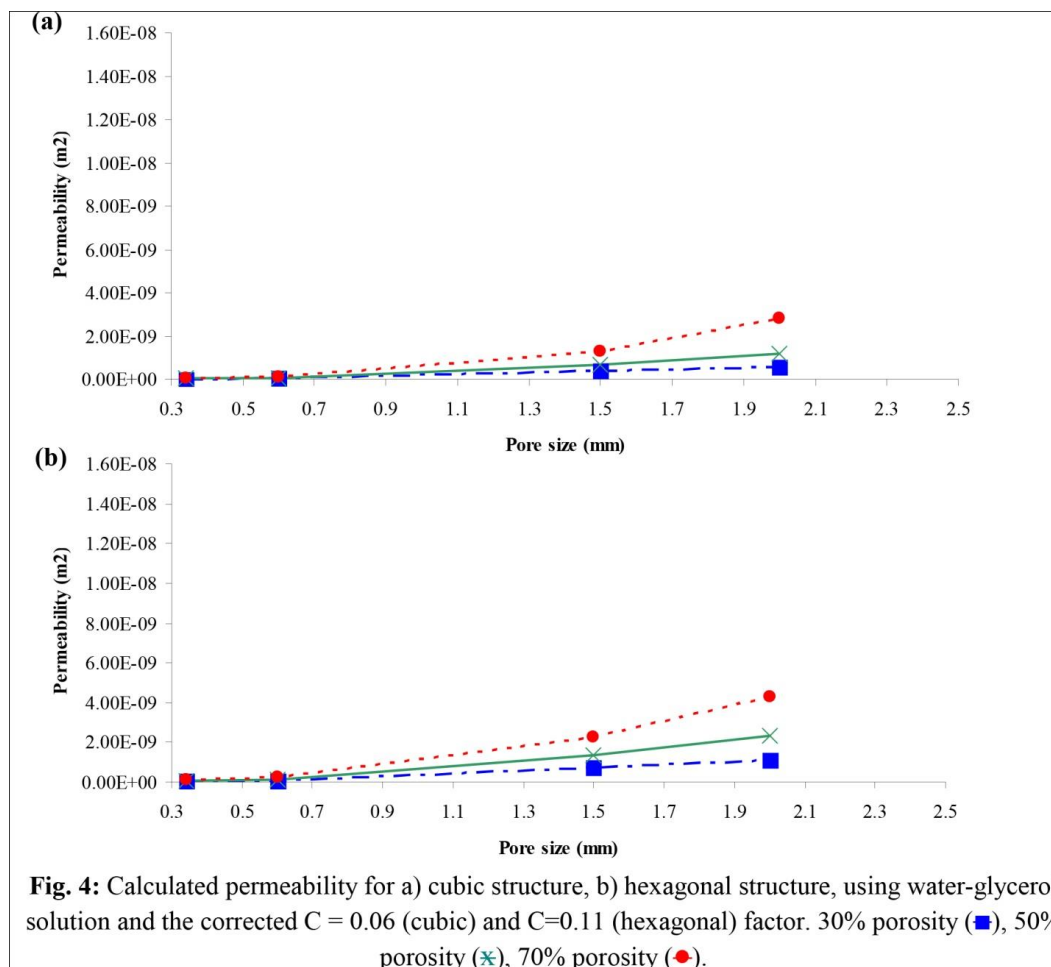 (a)
1.60E-08
1.40E-08
1.20E-08
1.00E-08
8.00E-09
6.00E-09
4.00E-09
2.00E-09
0.00E+00
Permeability (m2)
0.3 0.5 0.7 0.9 1.1 1.3 1.5 1.7 1.9 2.1 2.3 2.5
Pore size (mm)
(b)
1.60E-08
1.40E-08
1.20E-08
1.00E-08
8.00E-09
6.00E-09
4.00E-09
2.00E-09
0.00E+00
Permeability (m2)
0.3 0.5 0.7 0.9 1.1 1.3 1.5 1.7 1.9 2.1 2.3 2.5
Pore size (mm)
Fig. 4: Calculated permeability for a) cubic structure, b) hexagonal structure, using water-glycero
solution and the corrected C = 0.06 (cubic) and C=0.11 (hexagonal) factor. 30% porosity (-■), 50%
porosity (x), 70% porosity (●).